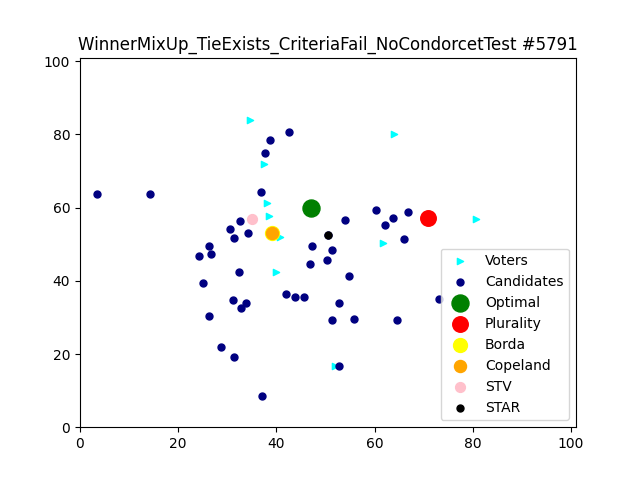 WinnerMixUp_TieExists_CriteriaFail_NoCondorcetTest #5791
100
80
60
40
20
0
0 20 40 60 80 100
Voters
Candidates
Optimal
Plurality
Borda
Copeland
STV
STAR